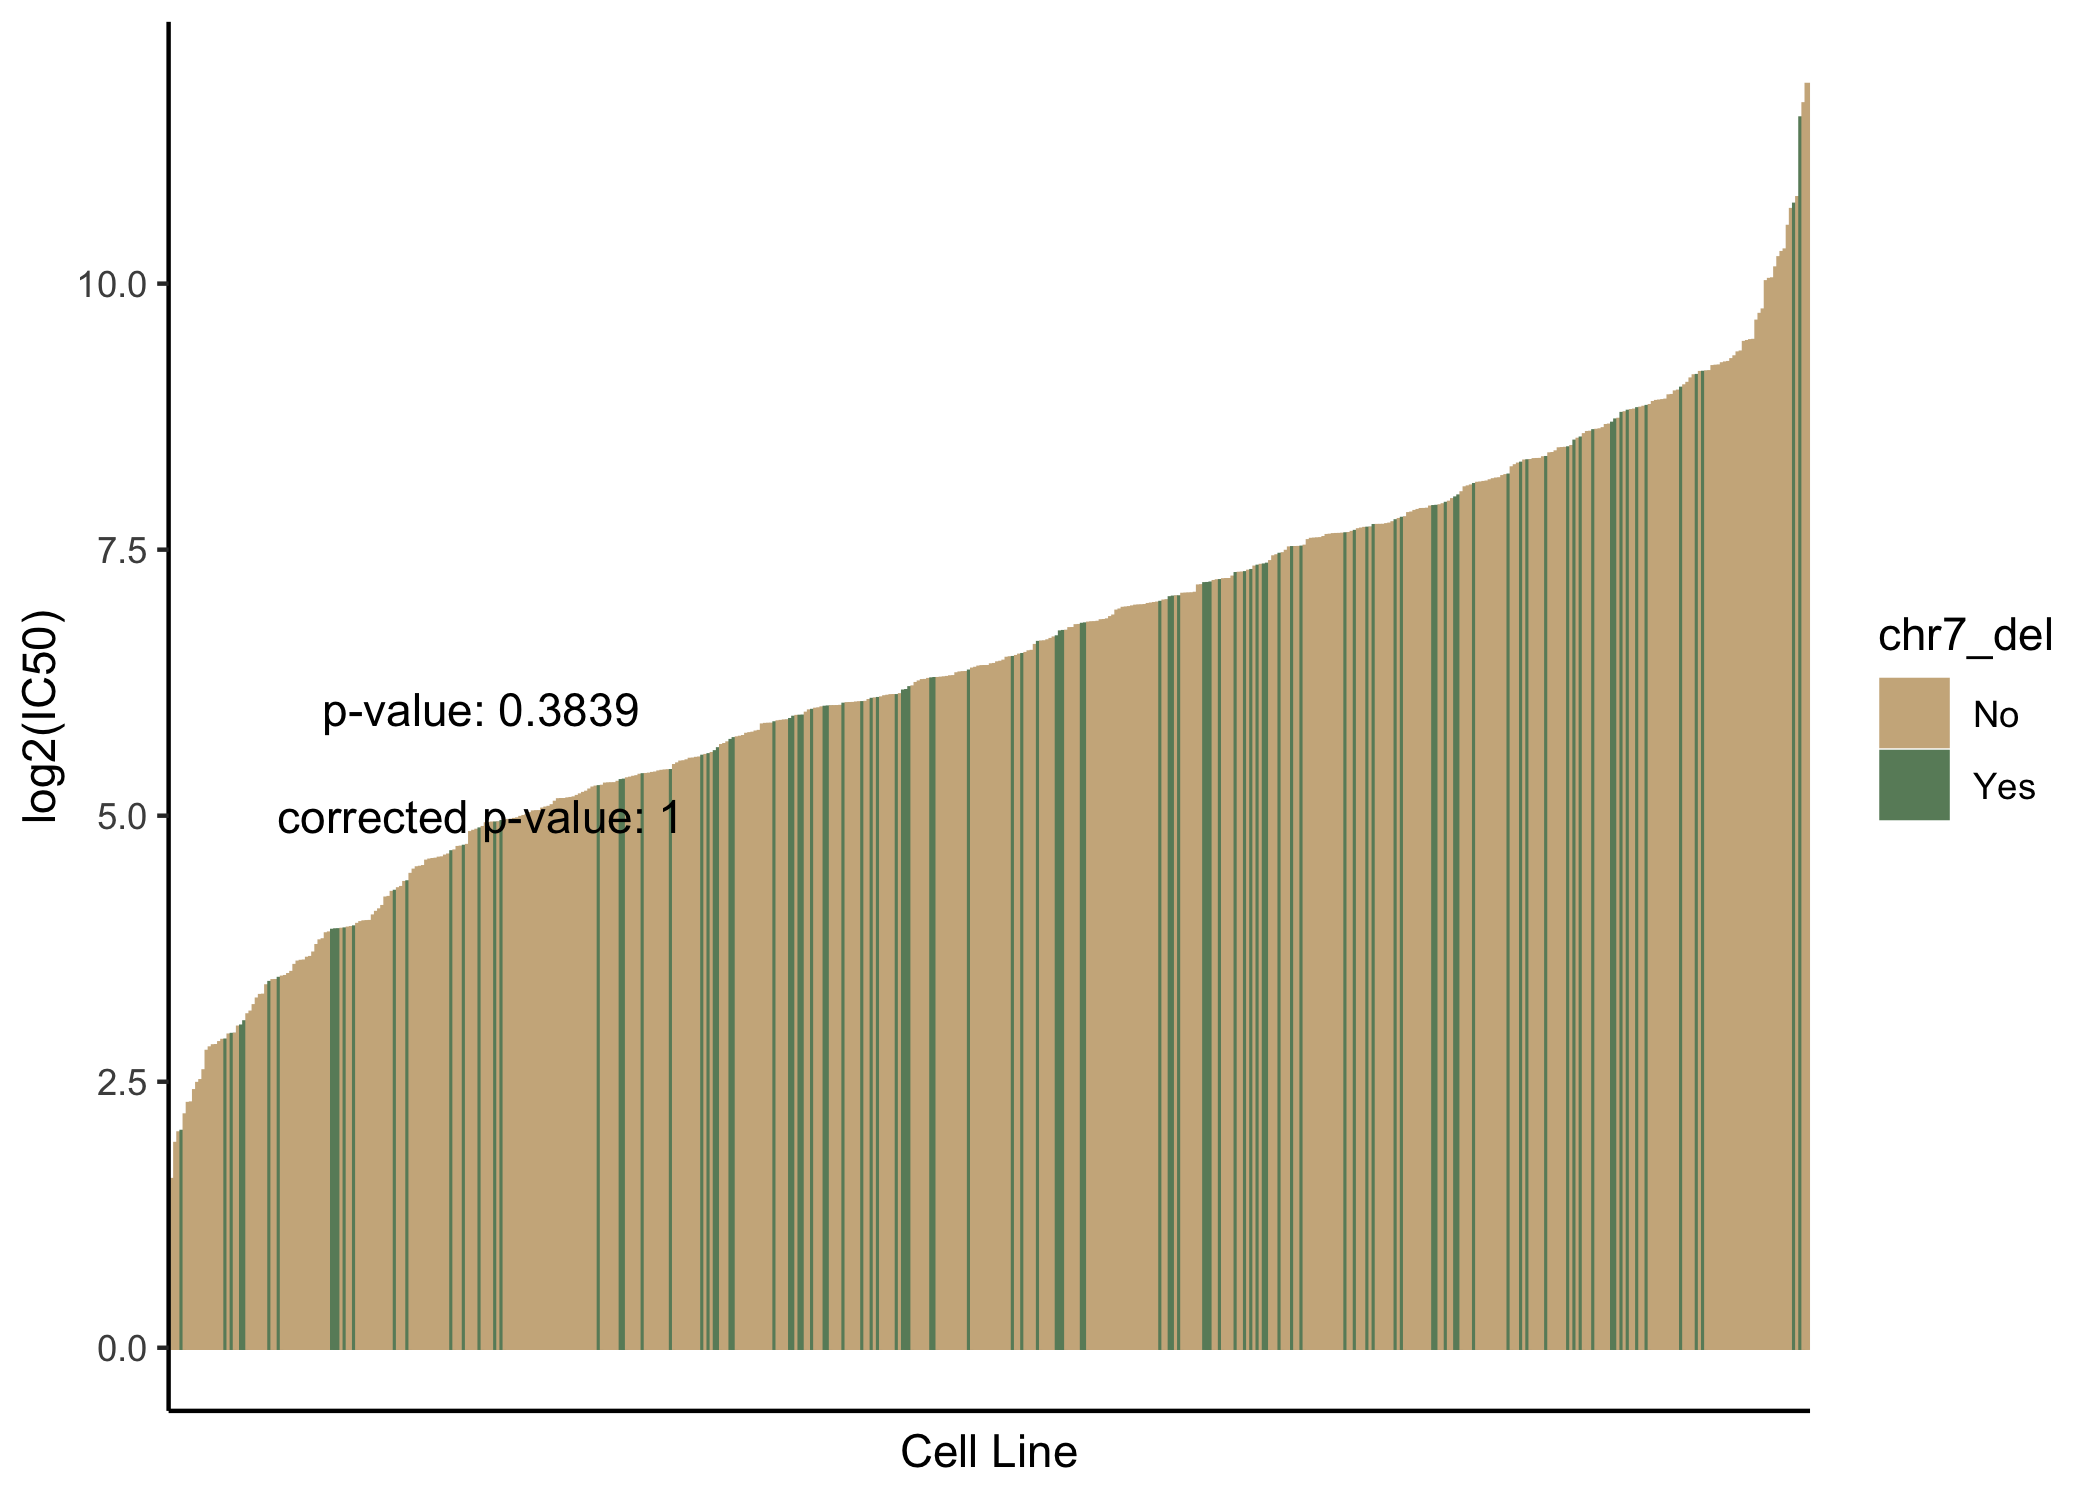 10.0
7.5
5.0
2.5
0.0
log2(IC50)
p-value: 0.3839
corrected p-value: 1
Cell Line
chr7_del
No
Yes